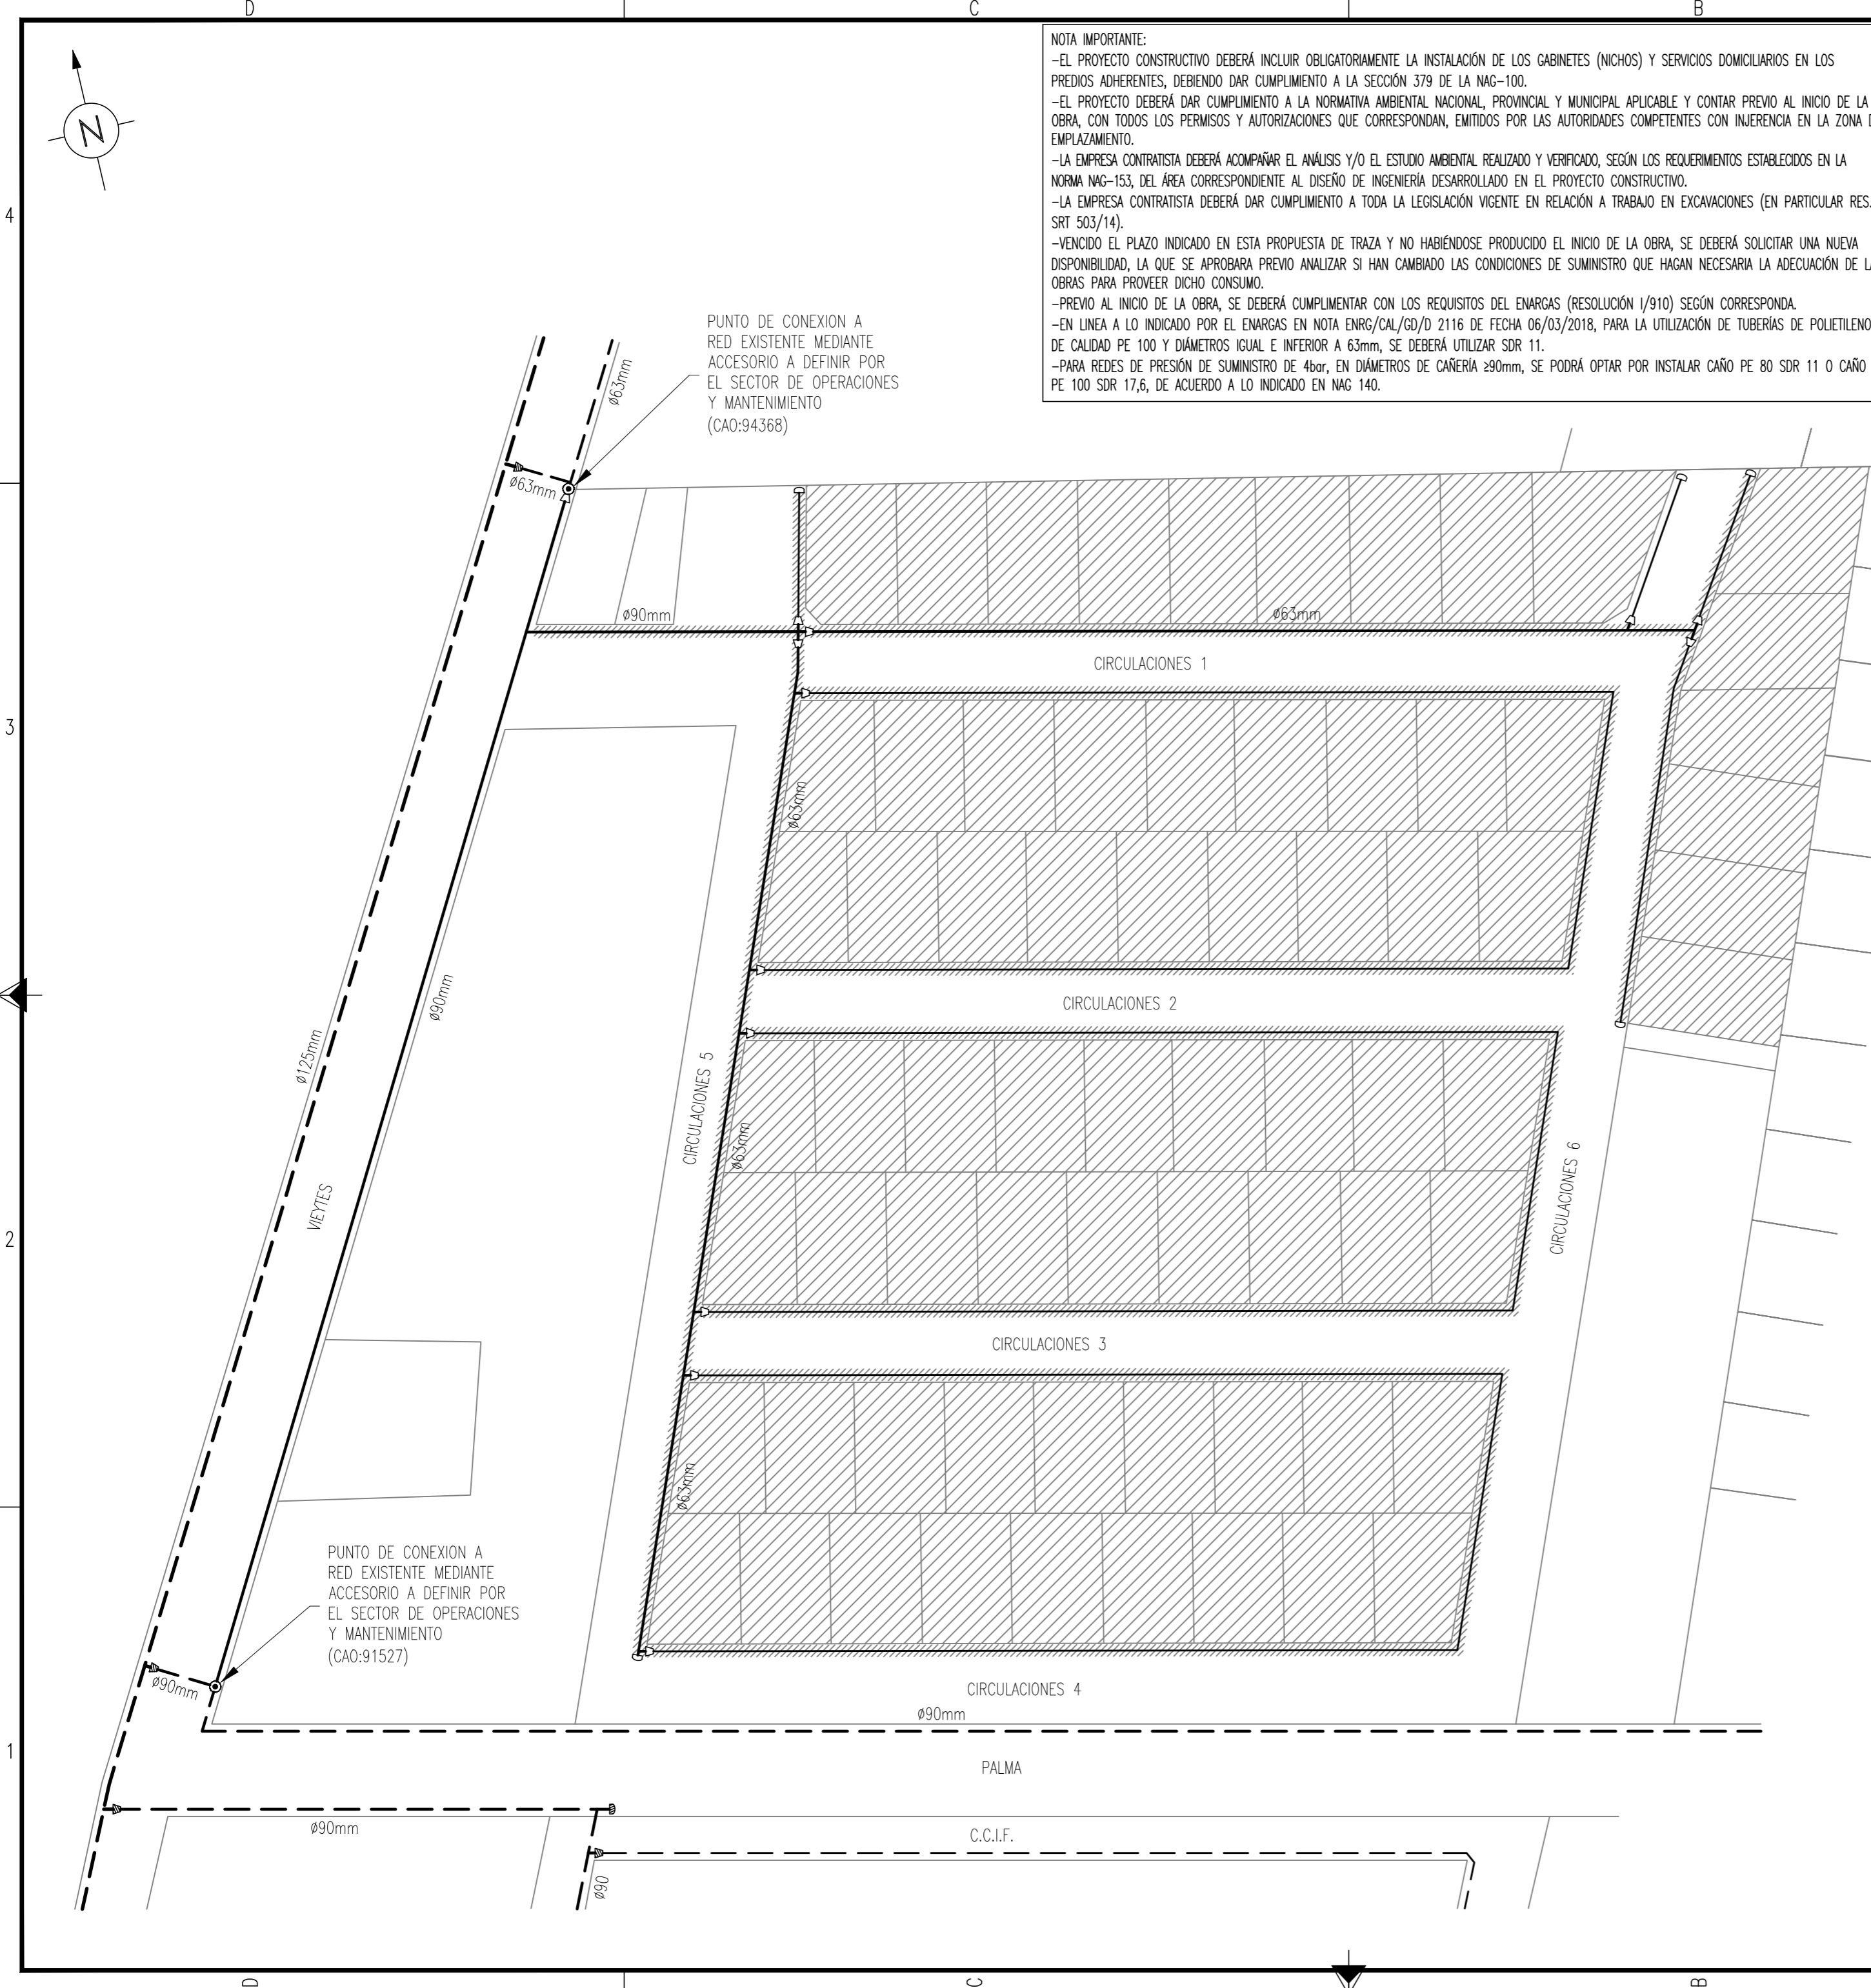 D
C
B
NOTA IMPORTANTE:
-EL PROYECTO CONSTRUCTIVO DEBERÁ INCLUIR OBLIGATORIAMENTE LA INSTALACIÓN DE LOS GABINETES (NICHOS) Y SERVICIOS DOMICILIARIOS EN LOS
PREDIOS ADHERENTES, DEBIENDO DAR CUMPLIMIENTO A LA SECCIÓN 379 DE LA NAG-100.
-EL PROYECTO DEBERÁ DAR CUMPLIMIENTO A LA NORMATIVA AMBIENTAL NACIONAL, PROVINCIAL Y MUNICIPAL APLICABLE Y CONTAR PREVIO AL INICIO DE LA
OBRA, CON TODOS LOS PERMISOS Y AUTORIZACIONES QUE CORRESPONDAN, EMITIDOS POR LAS AUTORIDADES COMPETENTES CON INJERENCIA EN LA ZONA
EMPLAZAMIENTO.
-LA EMPRESA CONTRATISTA DEBERÁ ACOMPAÑAR EL ANÁLISIS Y/O EL ESTUDIO AMBIENTAL REALIZADO Y VERIFICADO, SEGÚN LOS REQUERIMIENTOS ESTABLECIDOS EN LA
NORMA NAG-153, DEL ÁREA CORRESPONDIENTE AL DISEÑO DE INGENIERÍA DESARROLLADO EN EL PROYECTO CONSTRUCTIVO.
-LA EMPRESA CONTRATISTA DEBERÁ DAR CUMPLIMIENTO A TODA LA LEGISLACIÓN VIGENTE EN RELACIÓN A TRABAJO EN EXCAVACIONES (EN PARTICULAR RES.
SRT 503/14).
-VENCIDO EL PLAZO INDICADO EN ESTA PROPUESTA DE TRAZA Y NO HABIÉNDOSE PRODUCIDO EL INICIO DE LA OBRA, SE DEBERÁ SOLICITAR UNA NUEVA
DISPONIBILIDAD, LA QUE SE APROBARA PREVIO ANALIZAR SI HAN CAMBIADO LAS CONDICIONES DE SUMINISTRO QUE HAGAN NECESARIA LA ADECUACIÓN DE
OBRAS PARA PROVEER DICHO CONSUMO.
-PREVIO AL INICIO DE LA OBRA, SE DEBERÁ CUMPLIMENTAR CON LOS REQUISITOS DEL ENARGAS (RESOLUCIÓN I/910) SEGÚN CORRESPONDA.
-EN LINEA A LO INDICADO POR EL ENARGAS EN NOTA ENRG/CAL/GD/D 2116 DE FECHA 06/03/2018, PARA LA UTILIZACIÓN DE TUBERÍAS DE POLIETILENO
DE CALIDAD PE 100 Y DIÁMETROS IGUAL E INFERIOR A 63mm, SE DEBERÁ UTILIZAR SDR 11.
-PARA REDES DE PRESIÓN DE SUMINISTRO DE 4bar, EN DIÁMETROS DE CAÑERÍA ≥90mm, SE PODRÁ OPTAR POR INSTALAR CAÑO PE 80 SDR 11 O CAÑO
PE 100 SDR 17,6, DE ACUERDO A LO INDICADO EN NAG 140.
N
4
PUNTO DE CONEXION A
RED EXISTENTE MEDIANTE
ACCESORIO A DEFINIR POR
EL SECTOR DE OPERACIONES
Y MANTENIMIENTO
(CAO:94368)
ø63mm
ø63mm
ø90mm
ø63mm
CIRCULACIONES 1
3
ø63mm
ø90mm
CIRCULACIONES 2
ø125mm
CIRCULACIONES 5
ø63mm
CIRCULACIONES 6
VIEYTES
2
CIRCULACIONES 3
ø63mm
PUNTO DE CONEXION A
RED EXISTENTE MEDIANTE
ACCESORIO A DEFINIR POR
EL SECTOR DE OPERACIONES
Y MANTENIMIENTO
(CAO:91527)
ø90mm
CIRCULACIONES 4
ø90mm
1
PALMA
ø90mm
C.C.I.F.
ø90
D
C
B